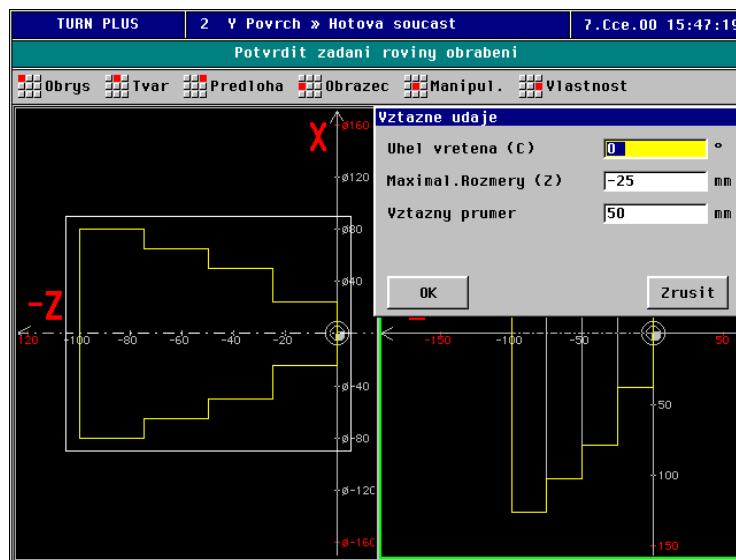 TURN PLUS 2 Y Povrch » Hotova soucast 7.Cce.00 15:47:19
Potvrdit zadani roviny obrabeni
Obrys Tvar Predloha Obrazec Manipul. Vlastnost
Vztazne udaje
Uhel vretena (C) 0 °
Maximal.Rozmery (Z) -25 mm
Vztazny prumer 50 mm
OK Zrusit
X
ø160
ø120
ø80
ø40
-Z
120 -100 -80 -60 -40 -20
ø-40
ø-80
ø-120
ø-160
-150 -100 -50 50
50
100
150